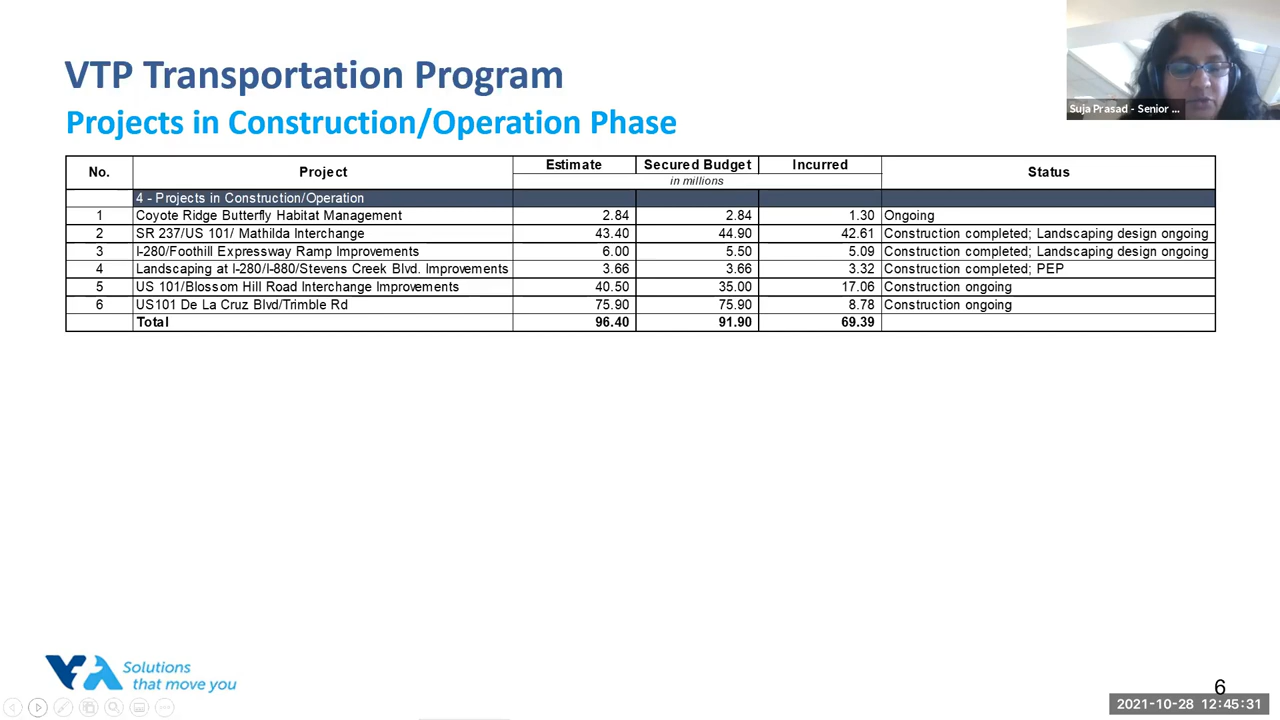 VTP Transportation Program
Projects in Construction/Operation Phase
Suja Prasad - Senior ...
No. Project Estimate Secured Budget Incurred Status
in millions
4 - Projects in Construction/Operation
1 Coyote Ridge Butterfly Habitat Management 2.84 2.84 1.30 Ongoing
2 SR 237/US 101/ Mathilda Interchange 43.40 44.90 42.61 Construction completed; Landscaping design ongoing
3 I-280/Foothill Expressway Ramp Improvements 6.00 5.50 5.09 Construction completed; Landscaping design ongoing
4 Landscaping at I-280/I-880/Stevens Creek Blvd. Improvements 3.66 3.66 3.32 Construction completed; PEP
5 US 101/Blossom Hill Road Interchange Improvements 40.50 35.00 17.06 Construction ongoing
6 US101 De La Cruz Blvd/Trimble Rd 75.90 75.90 8.78 Construction ongoing
Total 96.40 91.90 69.39
VTA Solutions
that move you
6
2021-10-28 12:45:31